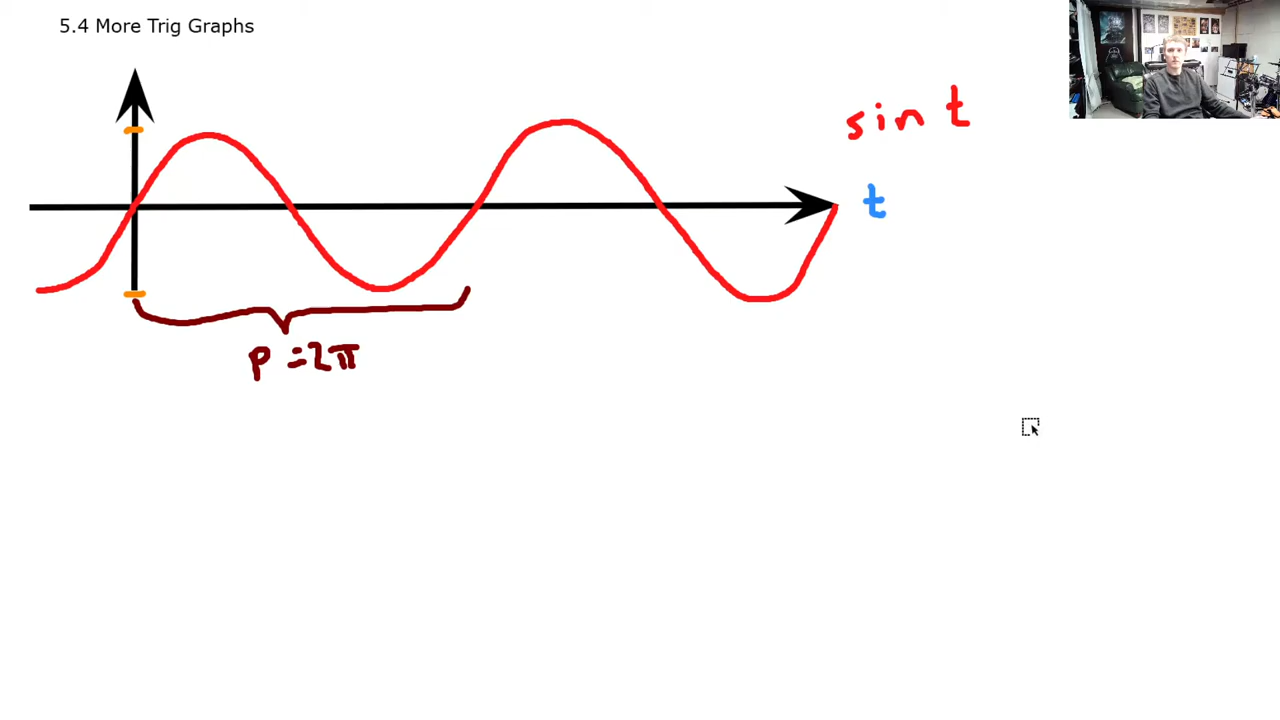 5.4 More Trig Graphs
sin t
t
p = 2π